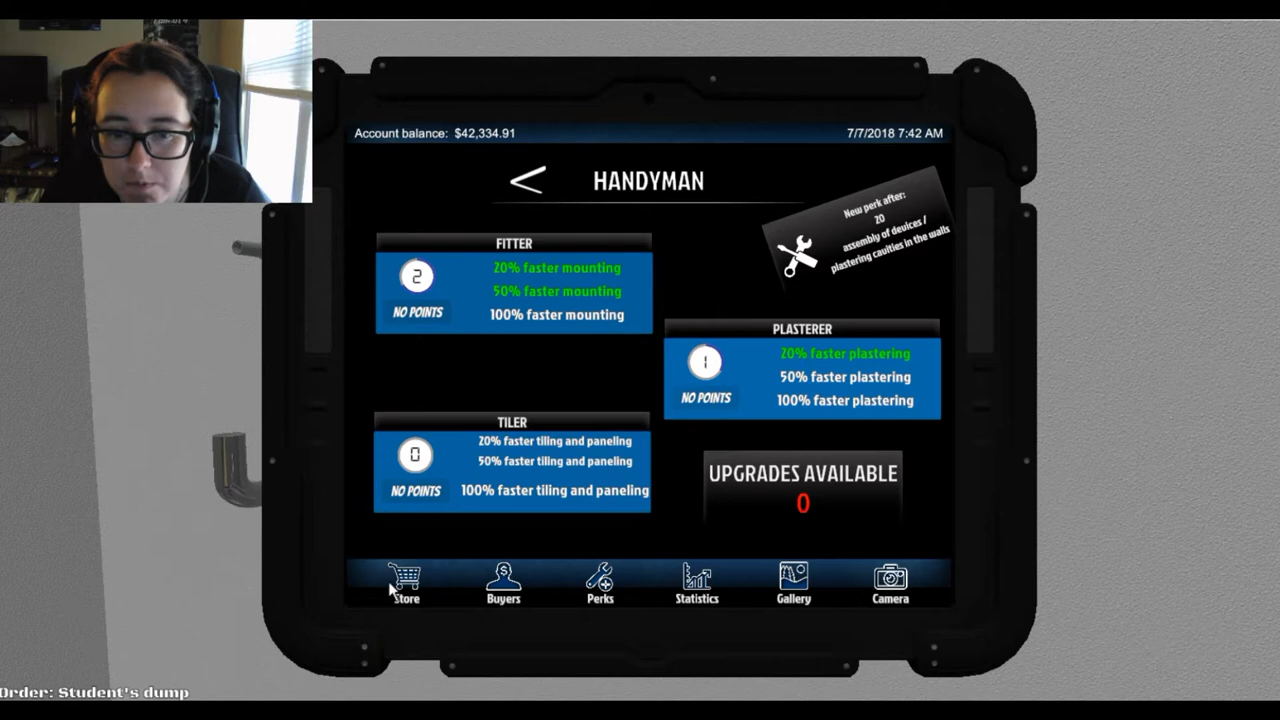 Account balance: $42,334.91
7/7/2018 7:42 AM
HANDYMAN
New perk after:
20
assembly of devices /
plastering cavities in the walls
FITTER
2
NO POINTS
20% faster mounting
50% faster mounting
100% faster mounting
PLASTERER
1
NO POINTS
20% faster plastering
50% faster plastering
100% faster plastering
TILER
0
NO POINTS
20% faster tiling and paneling
50% faster tiling and paneling
100% faster tiling and paneling
UPGRADES AVAILABLE
0
Store
Buyers
Perks
Statistics
Gallery
Camera
Order: Student's dump